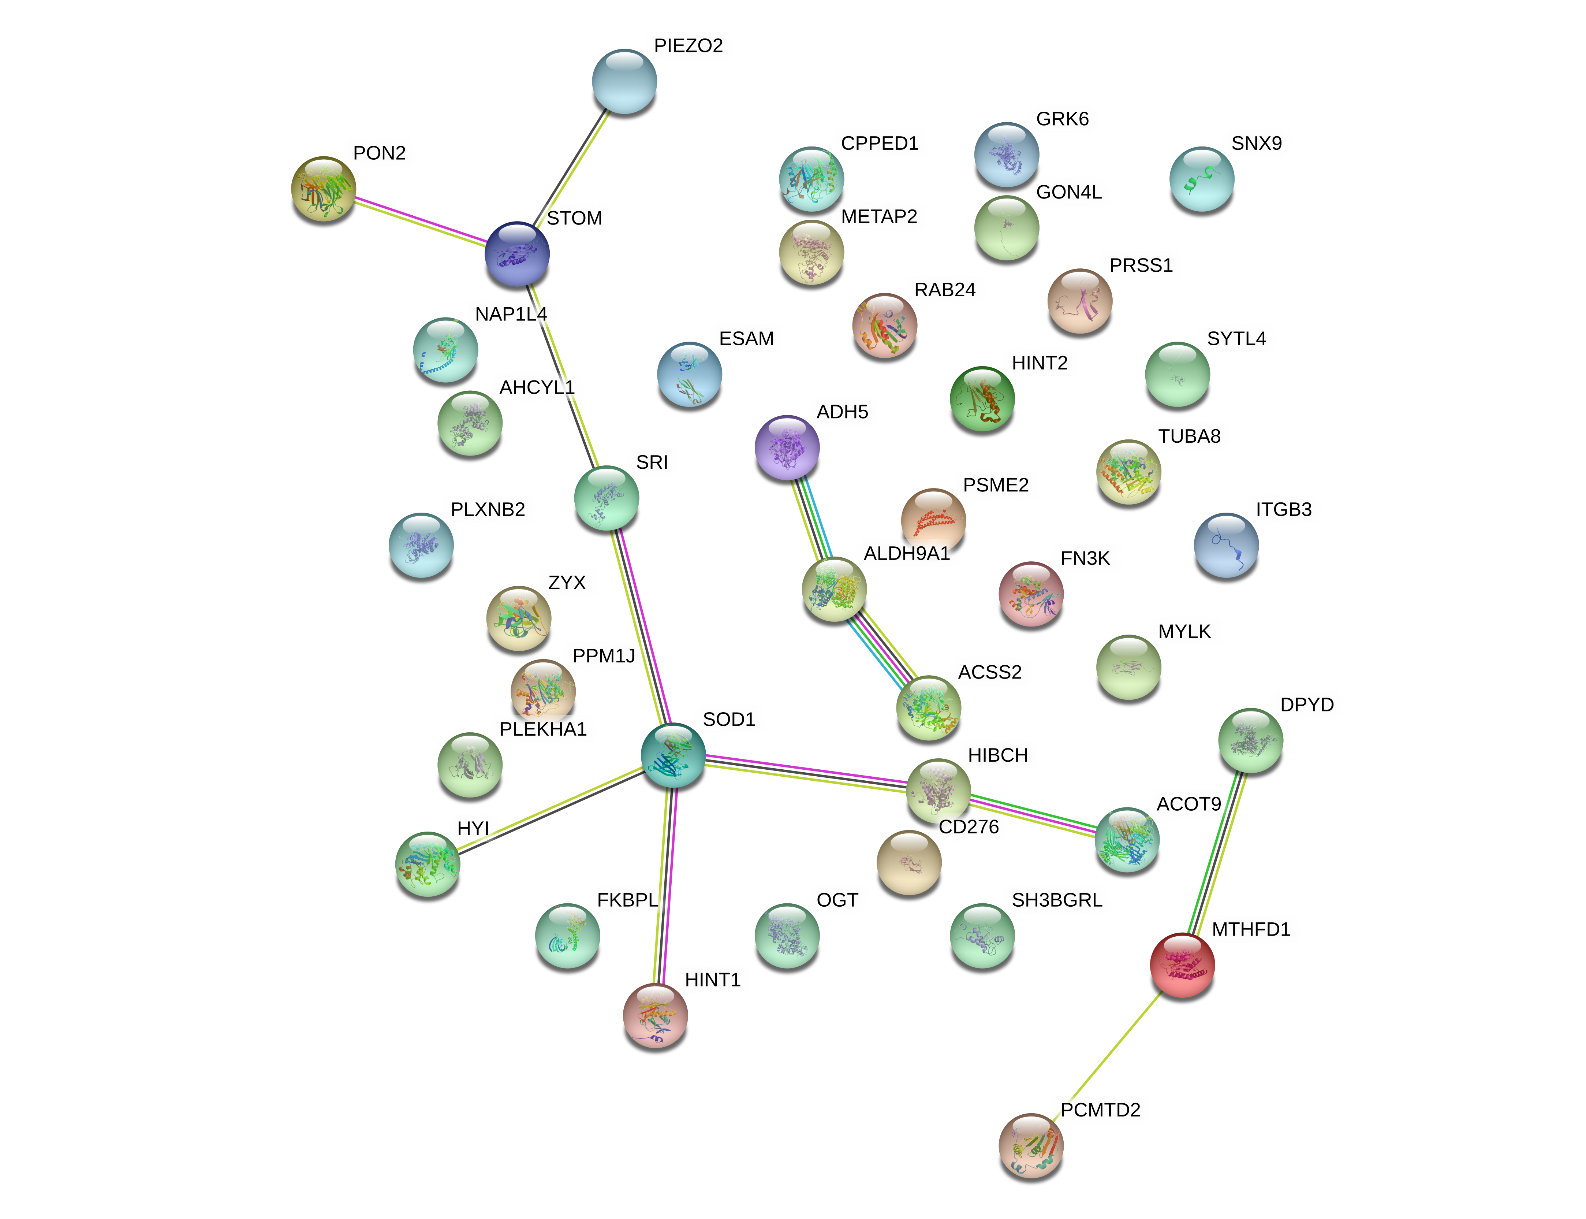 PIEZO2
GRK6
CPPED1
SNX9
PON2
GON4L
METAP2
STOM
PRSS1
RAB24
NAP1L4
ESAM
SYTL4
HINT2
AHCYL1
ADH5
TUBA8
SRI
PSME2
PLXNB2
ITGB3
ALDH9A1
FN3K
ZYX
MYLK
PPM1J
ACSS2
DPYD
SOD1
PLEKHA1
HIBCH
ACOT9
HYI
CD276
FKBPL
OGT
SH3BGRL
MTHFD1
HINT1
PCMTD2